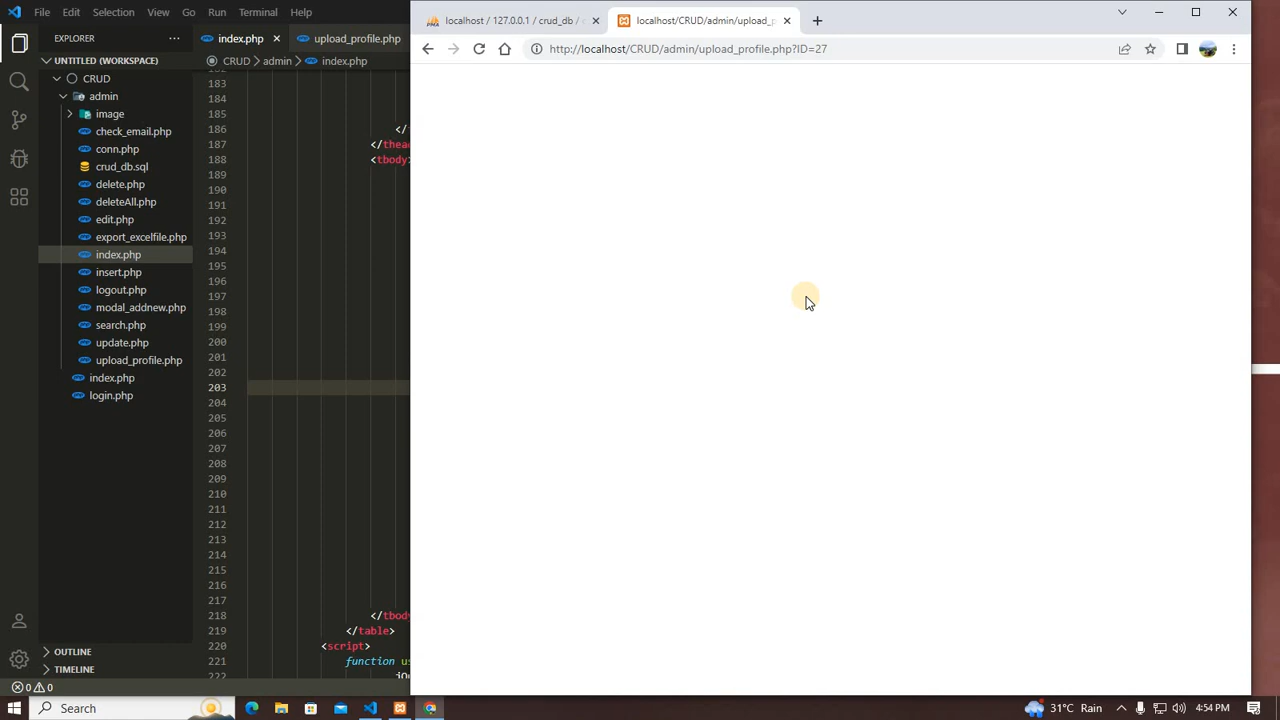 File Edit Selection View Go Run Terminal Help
localhost / 127.0.0.1 / crud_db /
localhost/CRUD/admin/upload_p
http://localhost/CRUD/admin/upload_profile.php?ID=27
EXPLORER
index.php
upload_profile.php
UNTITLED (WORKSPACE)
CRUD
admin
index.php
CRUD
admin
image
check_email.php
conn.php
crud_db.sql
delete.php
deleteAll.php
edit.php
export_excelfile.php
index.php
insert.php
logout.php
modal_addnew.php
search.php
update.php
upload_profile.php
index.php
login.php
OUTLINE
TIMELINE
183
184
185
186 </
187 </thea
188 <tbody
189
190
191
192
193
194
195
196
197
198
199
200
201
202
203
204
205
206
207
208
209
210
211
212
213
214
215
216
217
218 </tbody
219 </table>
220 <script>
221 function u
222
0 0
Search
31°C Rain
4:54 PM